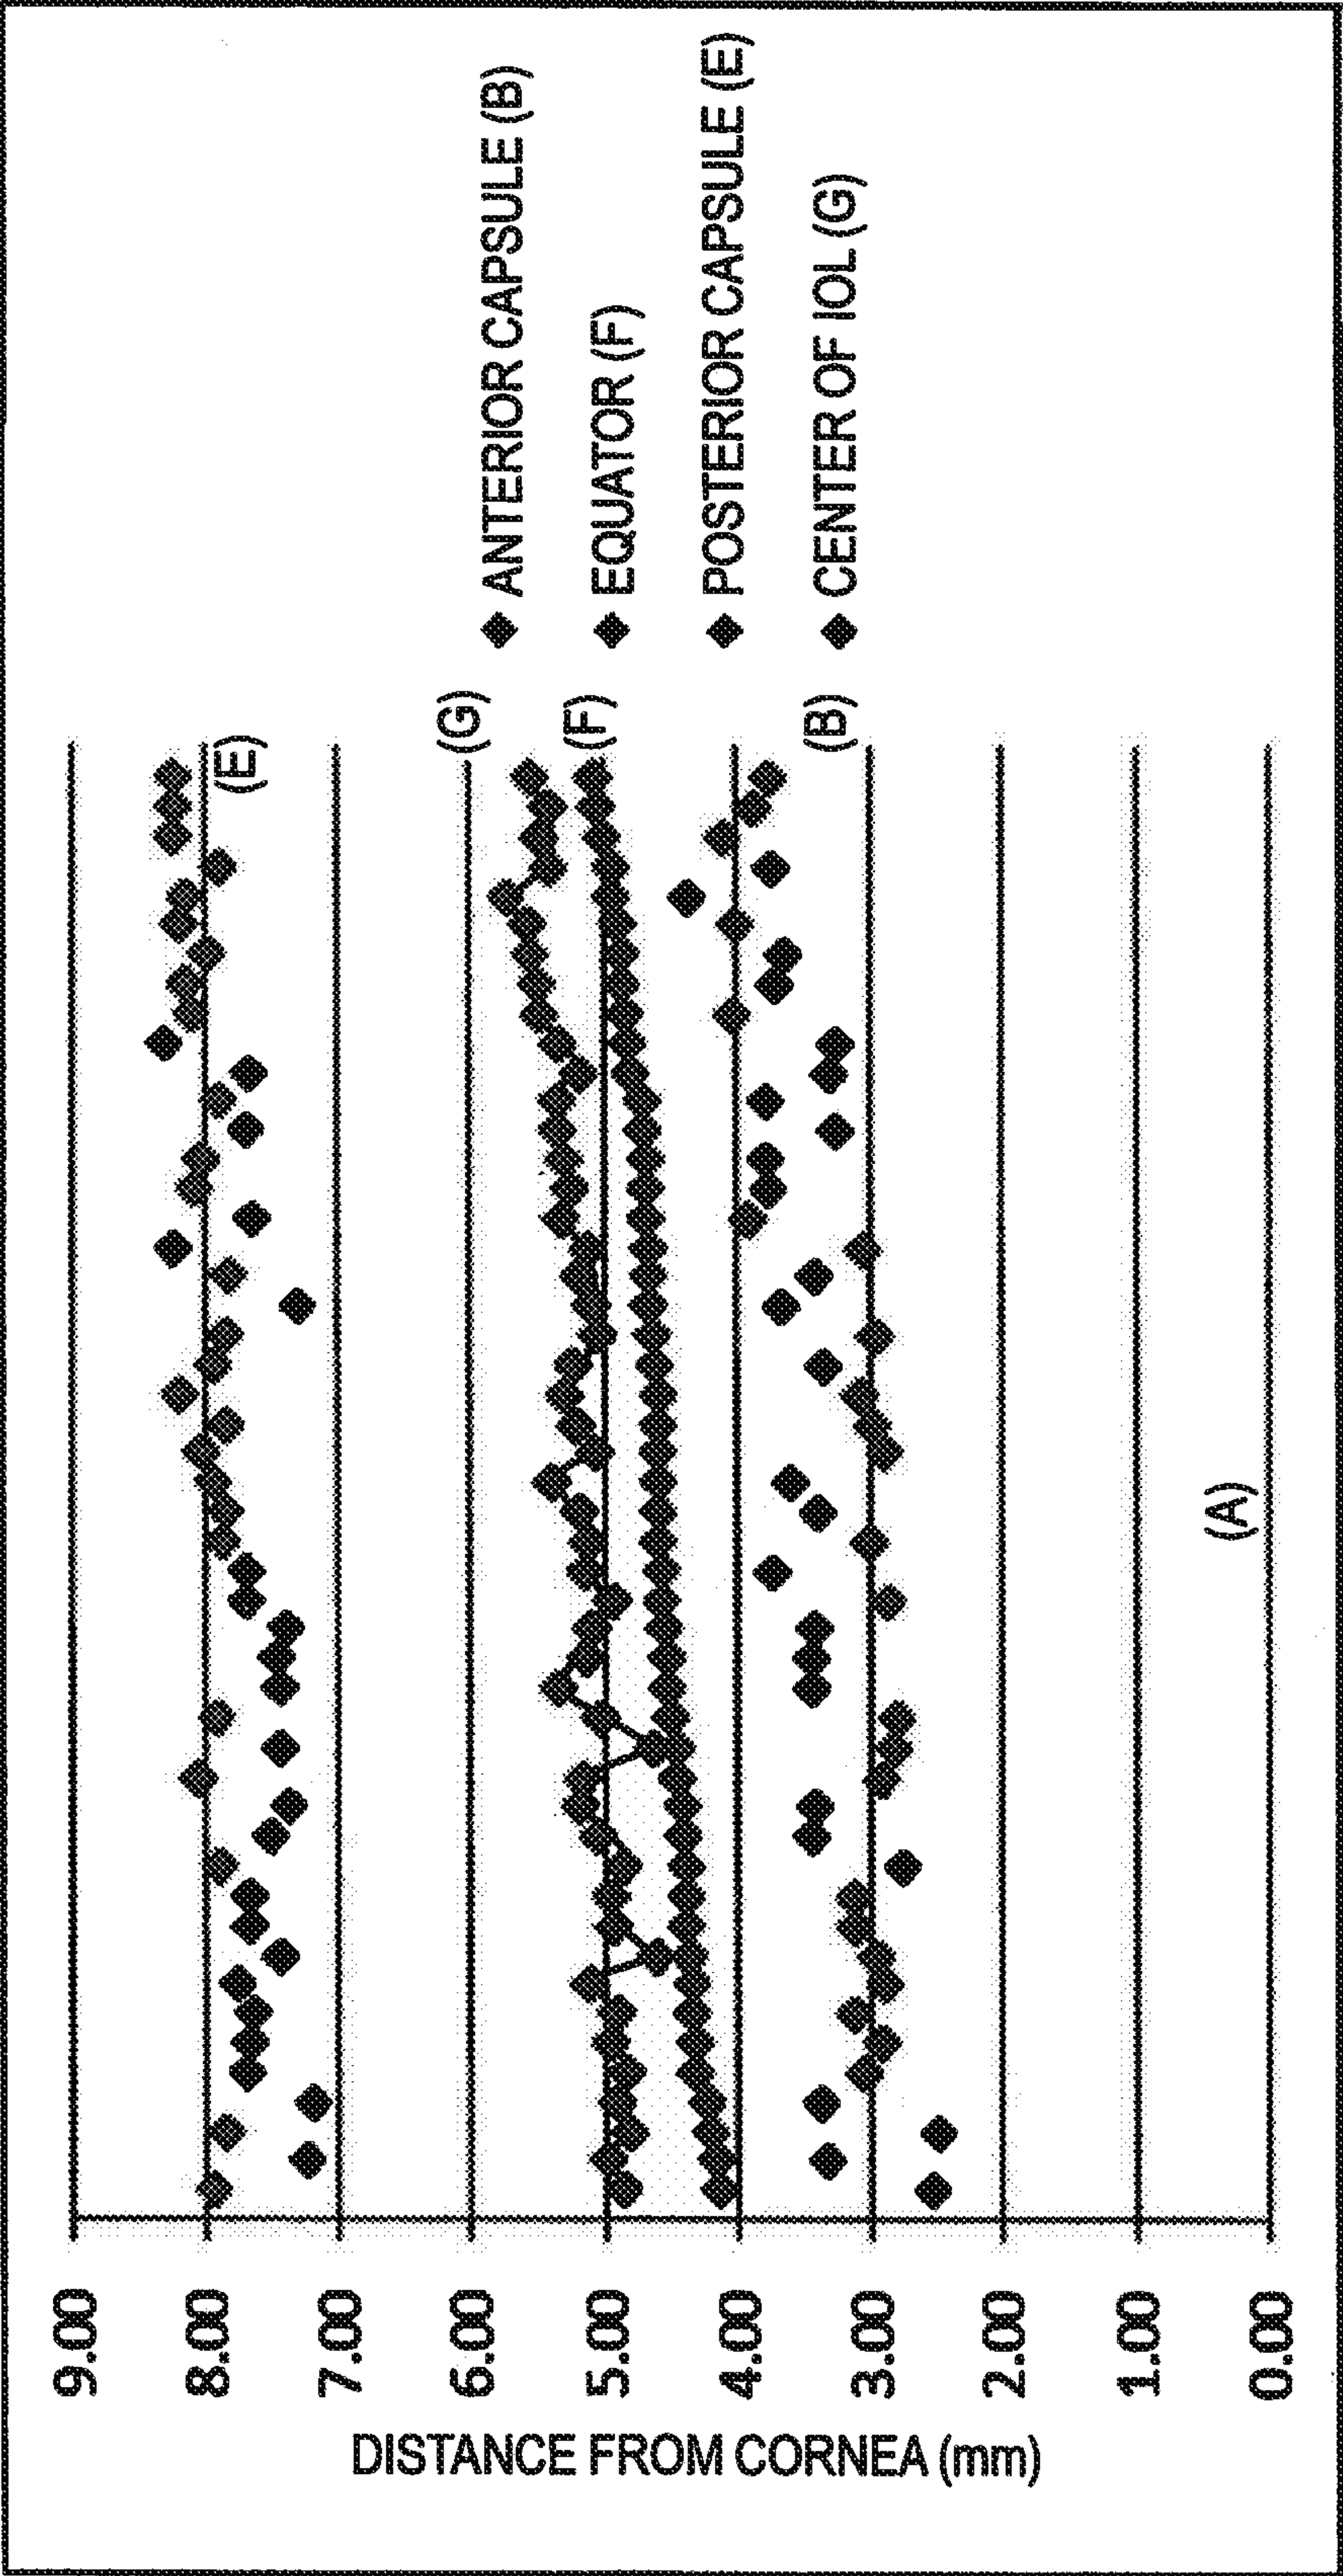 DISTANCE FROM CORNEA (mm)
9.00
8.00
7.00
6.00
5.00
4.00
3.00
2.00
1.00
0.00
(E)
(G)
(F)
(B)
(A)
ANTERIOR CAPSULE (B)
EQUATOR (F)
POSTERIOR CAPSULE (E)
CENTER OF IOL (G)